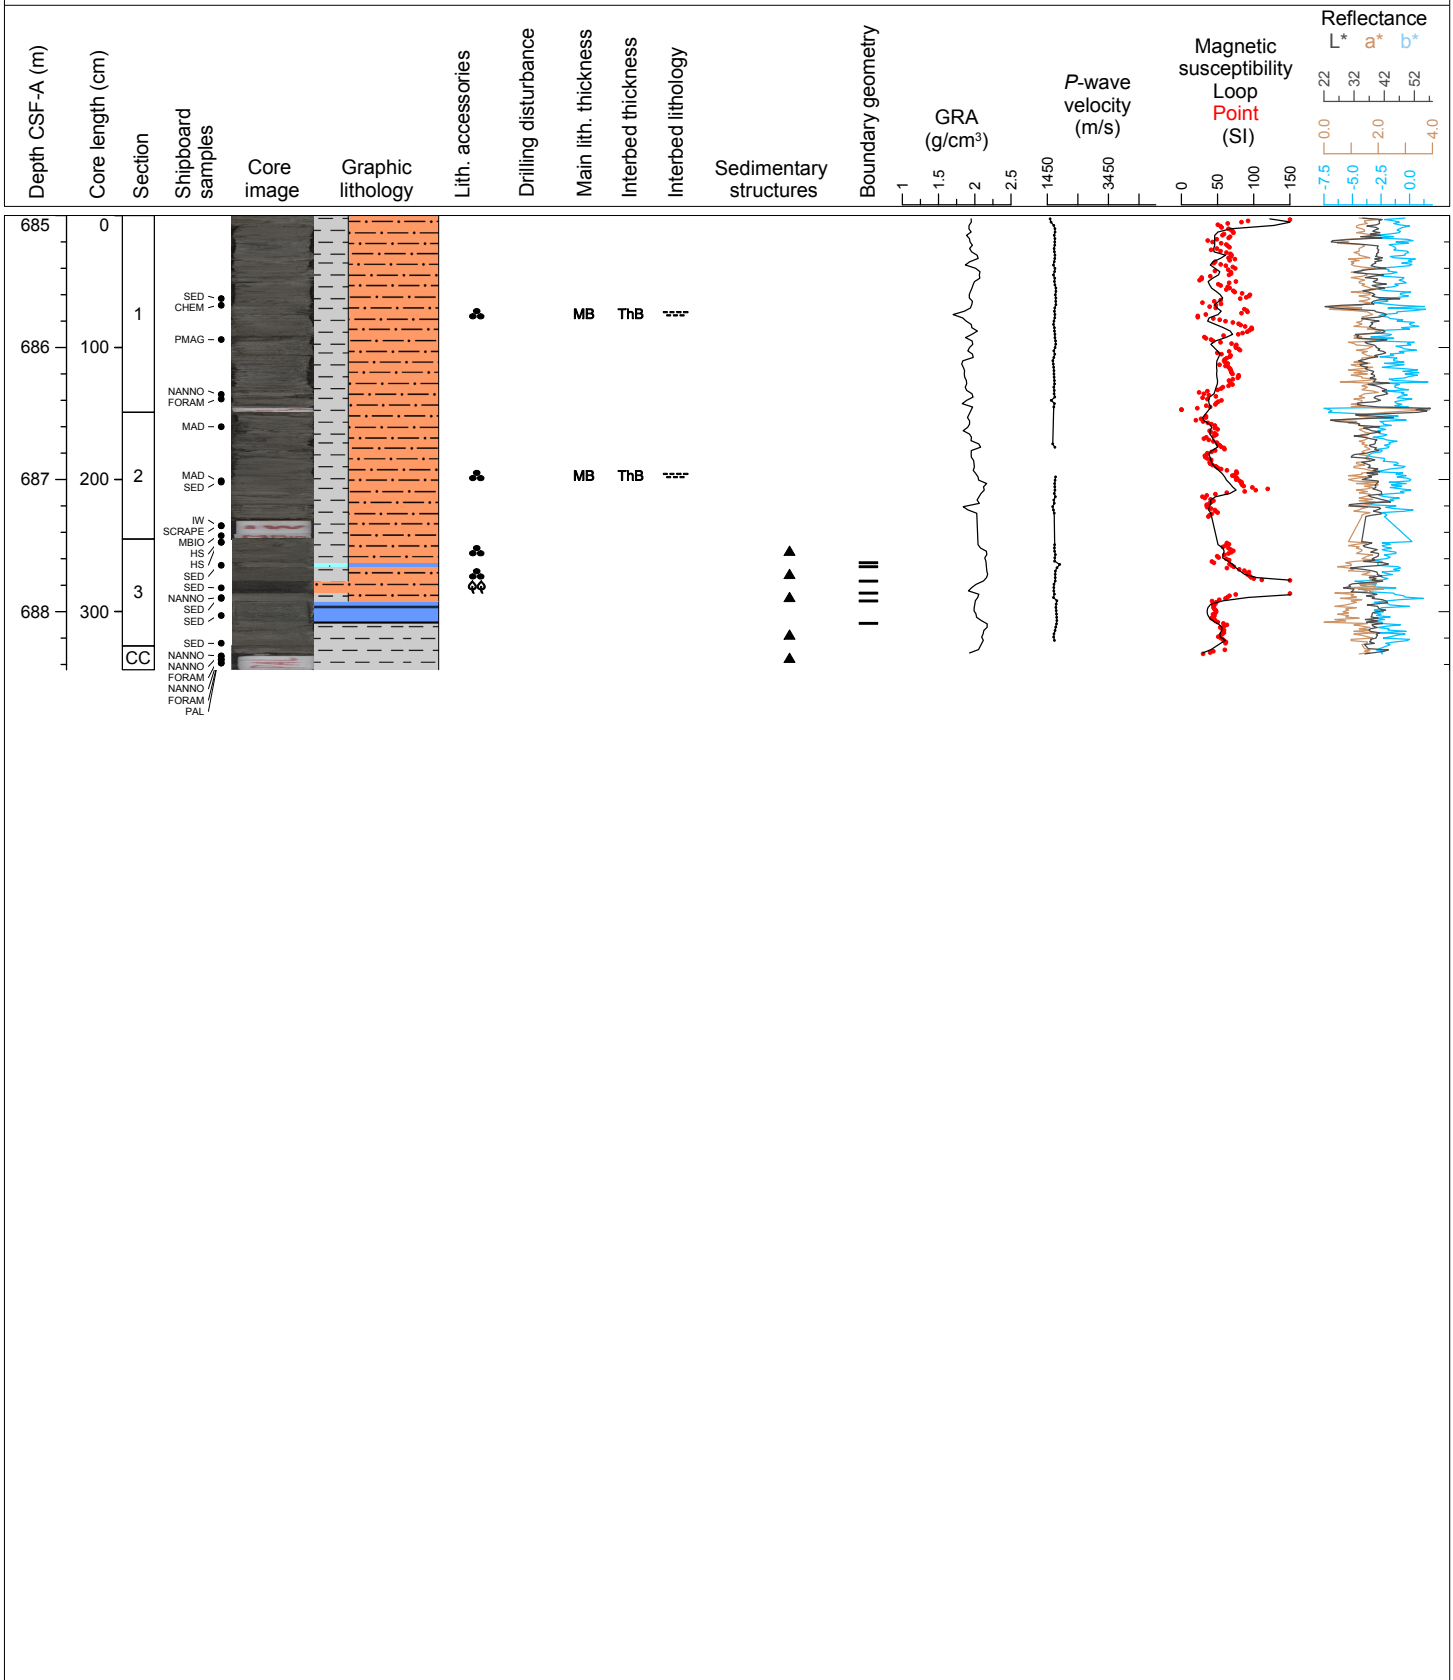 Depth CSF-A (m)
Core length (cm)
Section
Shipboard
samples
Core
image
Graphic
lithology
Lith. accessories
Drilling disturbance
Main lith. thickness
Interbed thickness
Interbed lithology
Sedimentary
structures
Boundary geometry
GRA
(g/cm³)
1 1.5 2 2.5
P-wave
velocity
(m/s)
1450 3450
Magnetic
susceptibility
Loop
Point
(SI)
0 50 100 150
Reflectance
L* a* b*
22 32 42 52
0.0 2.0 4.0
-7.5 -5.0 -2.5 0.0
685 0
SED
CHEM
1 MB ThB
PMAG
686 100
NANNO
FORAM
MAD
MAD
2 MB ThB
687 200
SED
IW
SCRAPE
MBIO
HS
HS
SED
SED
3
NANNO
SED
688 300
SED
SED
CC
NANNO
NANNO
FORAM
NANNO
FORAM
PAL